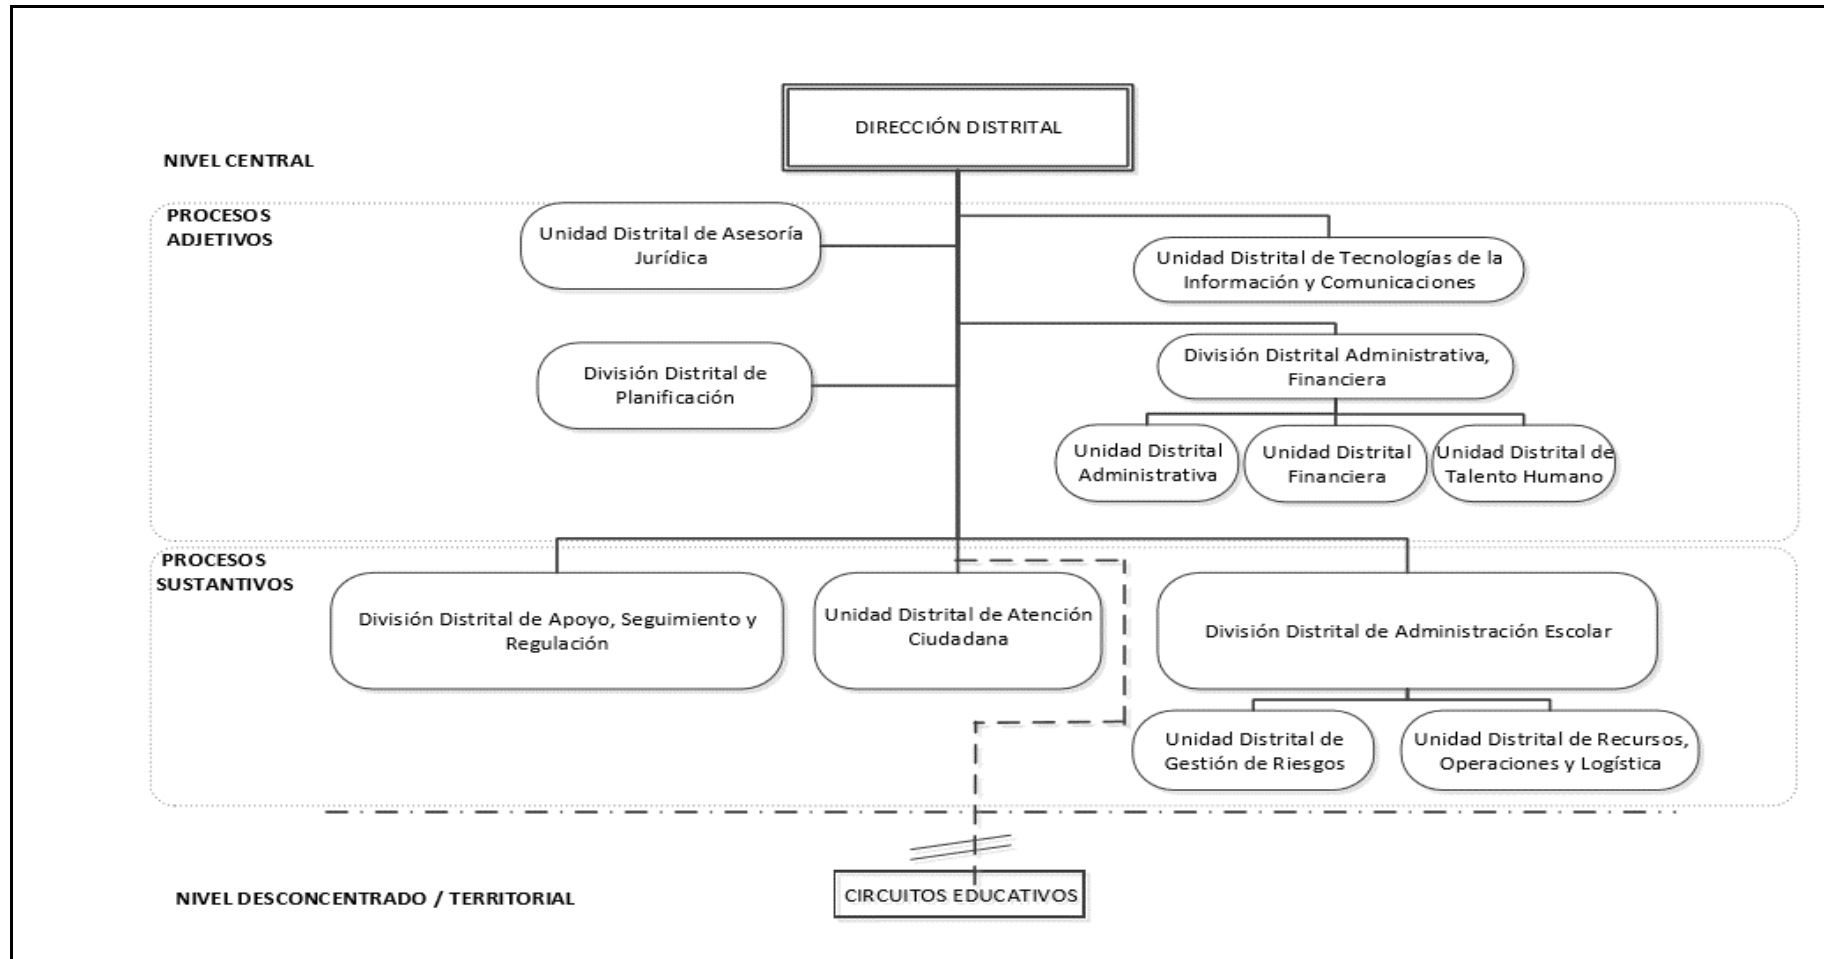 DIRECCIÓN DISTRITAL
NIVEL CENTRAL
PROCESOS
ADJETIVOS
Unidad Distrital de Asesoría
Jurídica
Unidad Distrital de Tecnologías de la
Información y Comunicaciones
División Distrital de
Planificación
División Distrital Administrativa,
Financiera
Unidad Distrital
Administrativa
Unidad Distrital
Financiera
Unidad Distrital de
Talento Humano
PROCESOS
SUSTANTIVOS
División Distrital de Apoyo, Seguimiento y
Regulación
Unidad Distrital de Atención
Ciudadana
División Distrital de Administración Escolar
Unidad Distrital de
Gestión de Riesgos
Unidad Distrital de Recursos,
Operaciones y Logística
NIVEL DESCONCENTRADO / TERRITORIAL
CIRCUITOS EDUCATIVOS